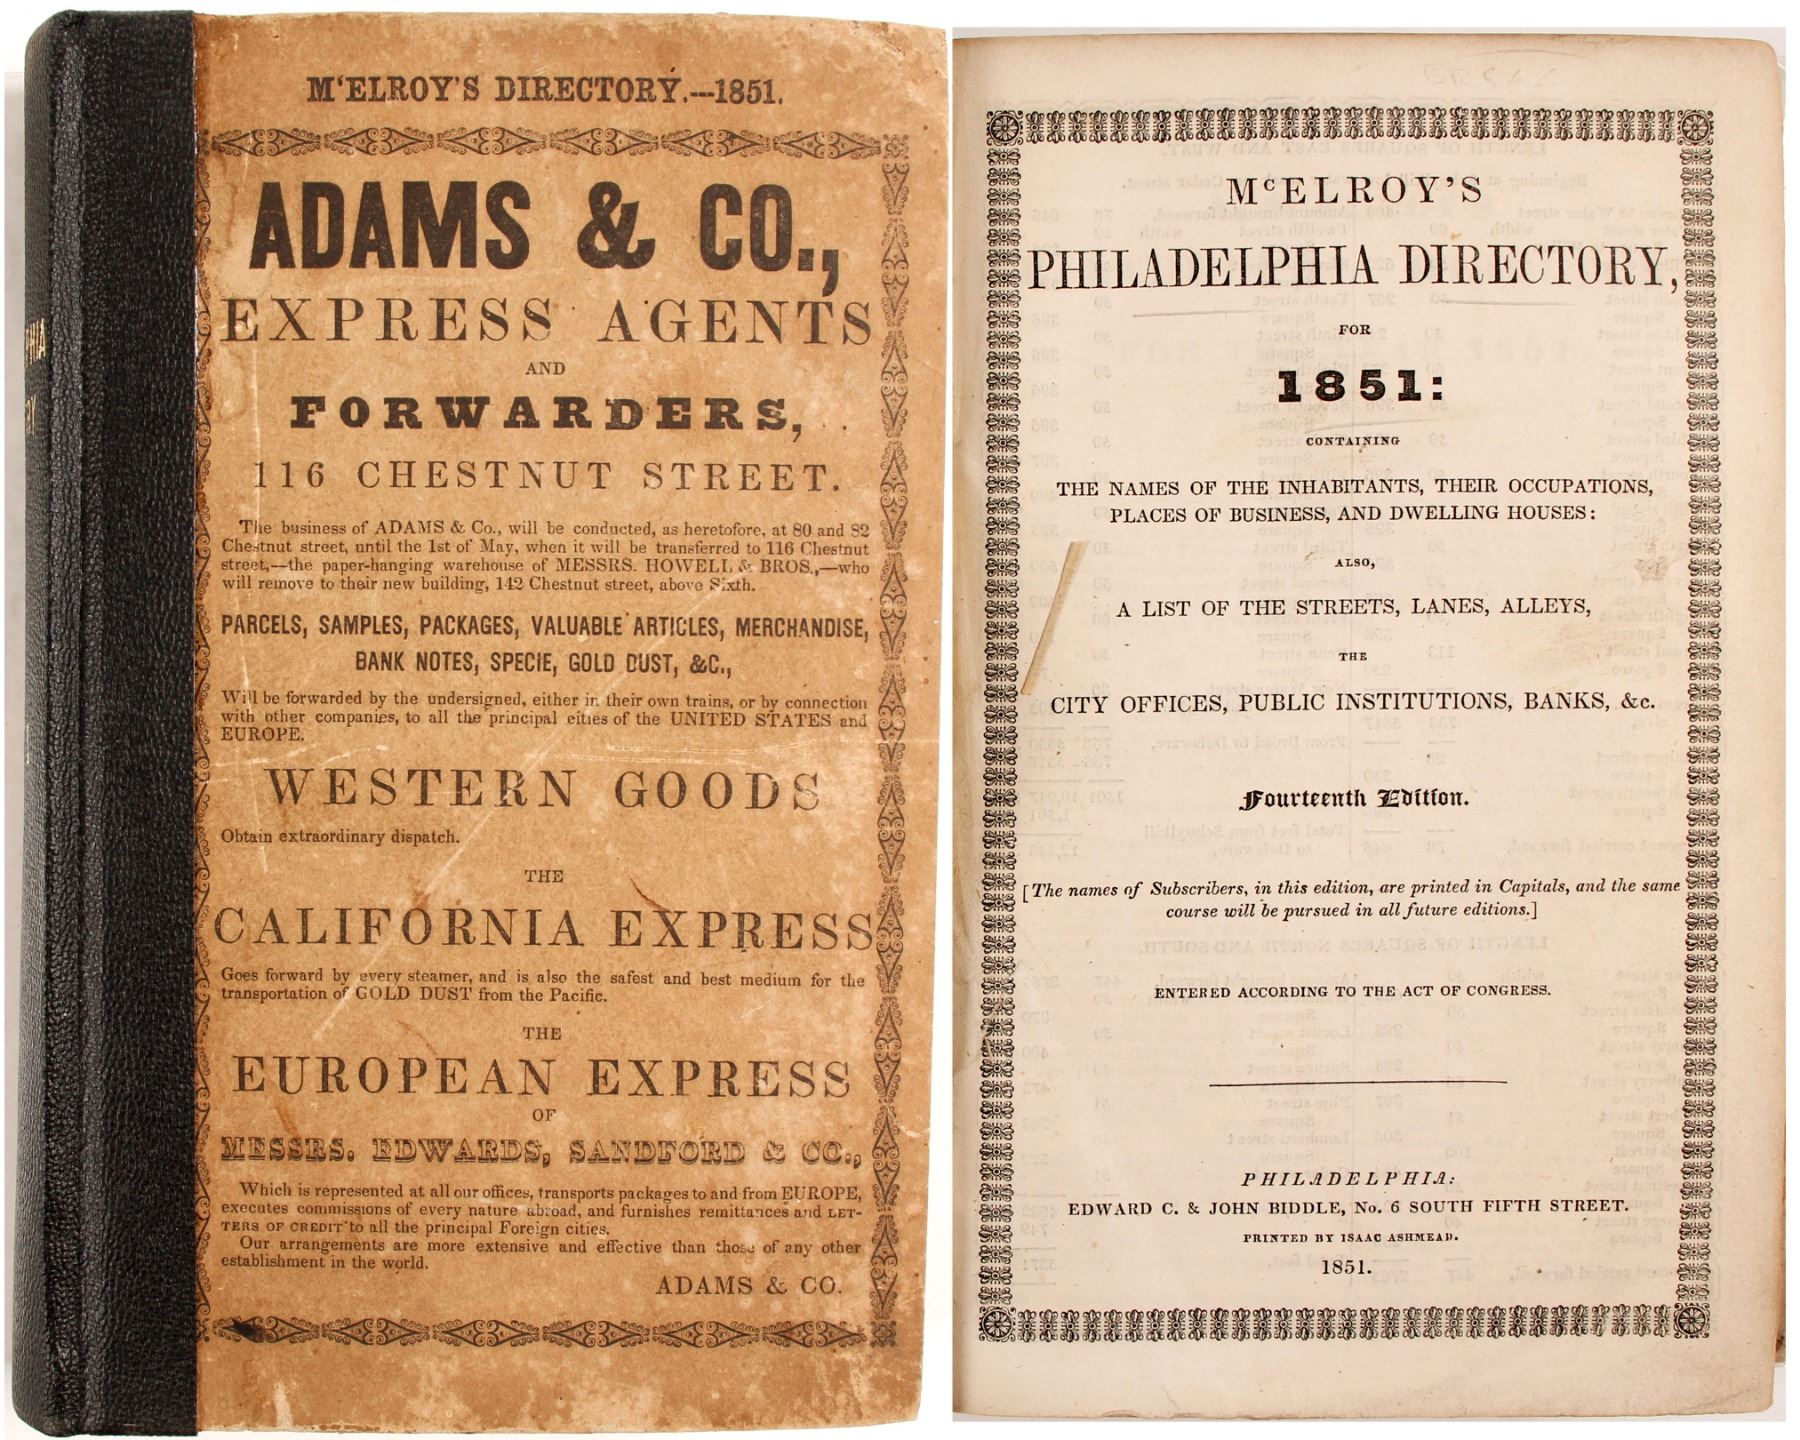 M'ELROY'S DIRECTORY.--1851.
ADAMS & CO.,
EXPRESS AGENTS
AND
FORWARDERS,
116 CHESTNUT STREET.
The business of ADAMS & Co., will be conducted, as heretofore, at 80 and 82
Chestnut street, until the 1st of May, when it will be transferred to 116 Chestnut
street,—the paper-hanging warehouse of MESSRS. HOWELL & BROS.,—who
will remove to their new building, 142 Chestnut street, above Sixth.
PARCELS, SAMPLES, PACKAGES, VALUABLE ARTICLES, MERCHANDISE,
BANK NOTES, SPECIE, GOLD DUST, &C.,
Will be forwarded by the undersigned, either in their own trains, or by connection
with other companies, to all the principal cities of the UNITED STATES and
EUROPE.
WESTERN GOODS
Obtain extraordinary dispatch.
THE
CALIFORNIA EXPRESS
Goes forward by every steamer, and is also the safest and best medium for the
transportation of GOLD DUST from the Pacific.
THE
EUROPEAN EXPRESS
OF
MESSRS. EDWARDS, SANDFORD & CO.,
Which is represented at all our offices, transports packages to and from EUROPE,
executes commissions of every nature abroad, and furnishes remittances and LET-
TERS OF CREDIT to all the principal Foreign cities.
Our arrangements are more extensive and effective than those of any other
establishment in the world.
ADAMS & CO.
McELROY'S
PHILADELPHIA DIRECTORY,
FOR
1851:
CONTAINING
THE NAMES OF THE INHABITANTS, THEIR OCCUPATIONS,
PLACES OF BUSINESS, AND DWELLING HOUSES:
ALSO,
A LIST OF THE STREETS, LANES, ALLEYS,
THE
CITY OFFICES, PUBLIC INSTITUTIONS, BANKS, &c.
Fourteenth Edition.
[The names of Subscribers, in this edition, are printed in Capitals, and the same
course will be pursued in all future editions.]
ENTERED ACCORDING TO THE ACT OF CONGRESS.
PHILADELPHIA:
EDWARD C. & JOHN BIDDLE, No. 6 SOUTH FIFTH STREET.
PRINTED BY ISAAC ASHMEAD.
1851.